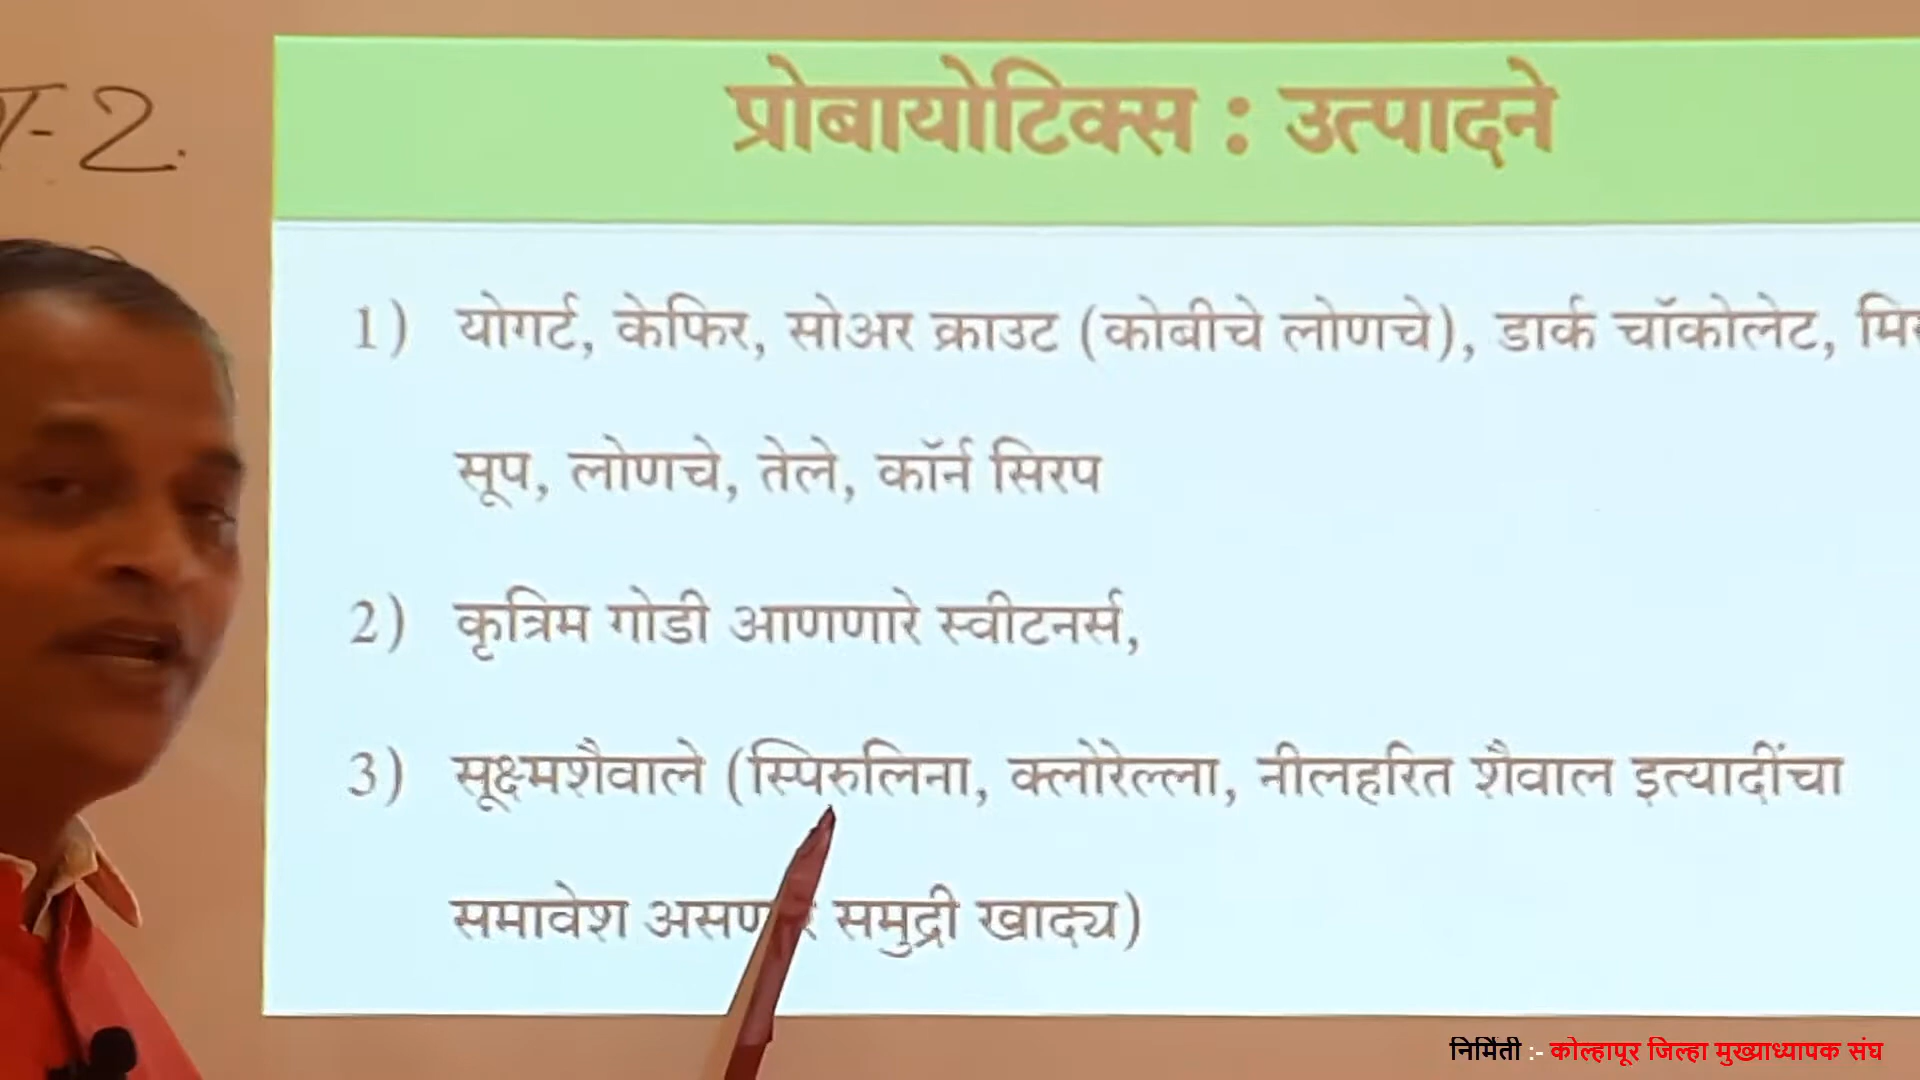 2.
प्रोबायोटिक्स : उत्पादने
1) योगर्ट, केफिर, सोअर क्राउट (कोबीचे लोणचे), डार्क चॉकोलेट,
सूप, लोणचे, तेले, कॉर्न सिरप
2) कृत्रिम गोडी आणणारे स्वीटनर्स,
3) सूक्ष्मशैवाले (स्पिरुलिना, क्लोरेल्ला, नीलहरित शैवाल इत्यादींचा
समावेश समुद्री खाद्य)
निर्मिती :- कोल्हापूर जिल्हा मुख्याध्यापक संघ